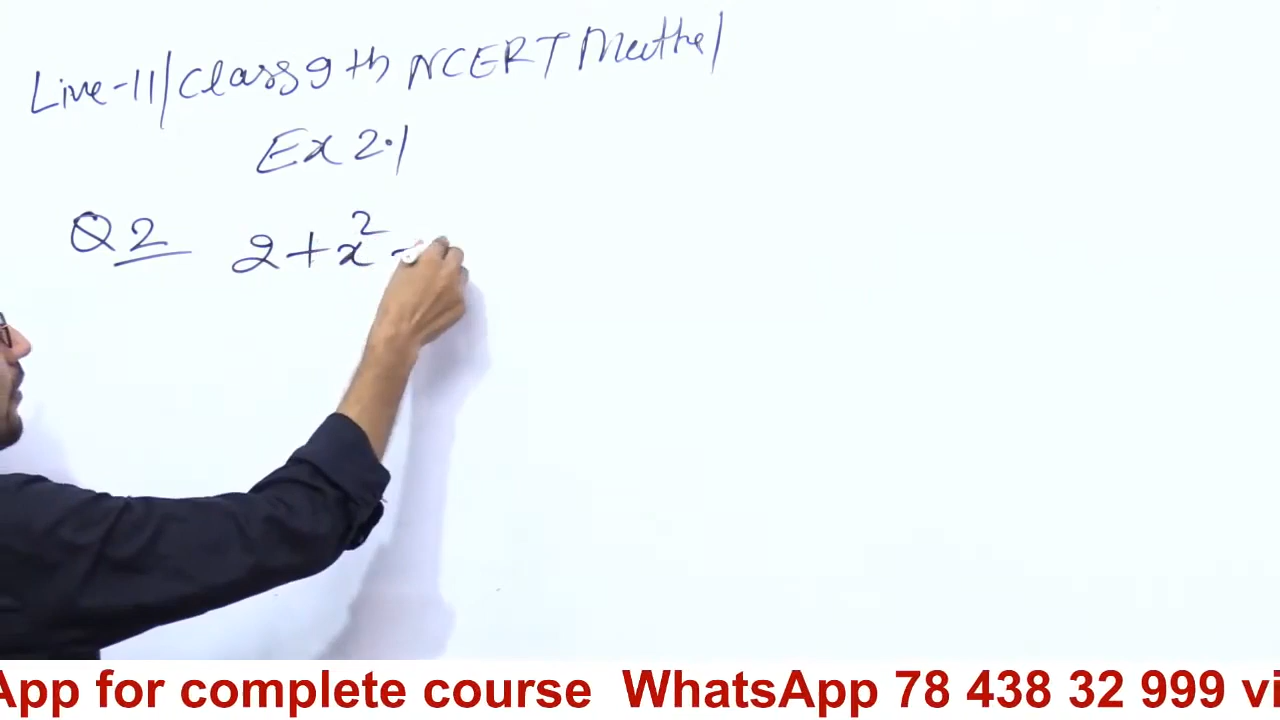 Live-11/Class 9th NCERT Maths/
Ex 2.1
Q2 2+x² -
App for complete course WhatsApp 78 438 32 999 vi